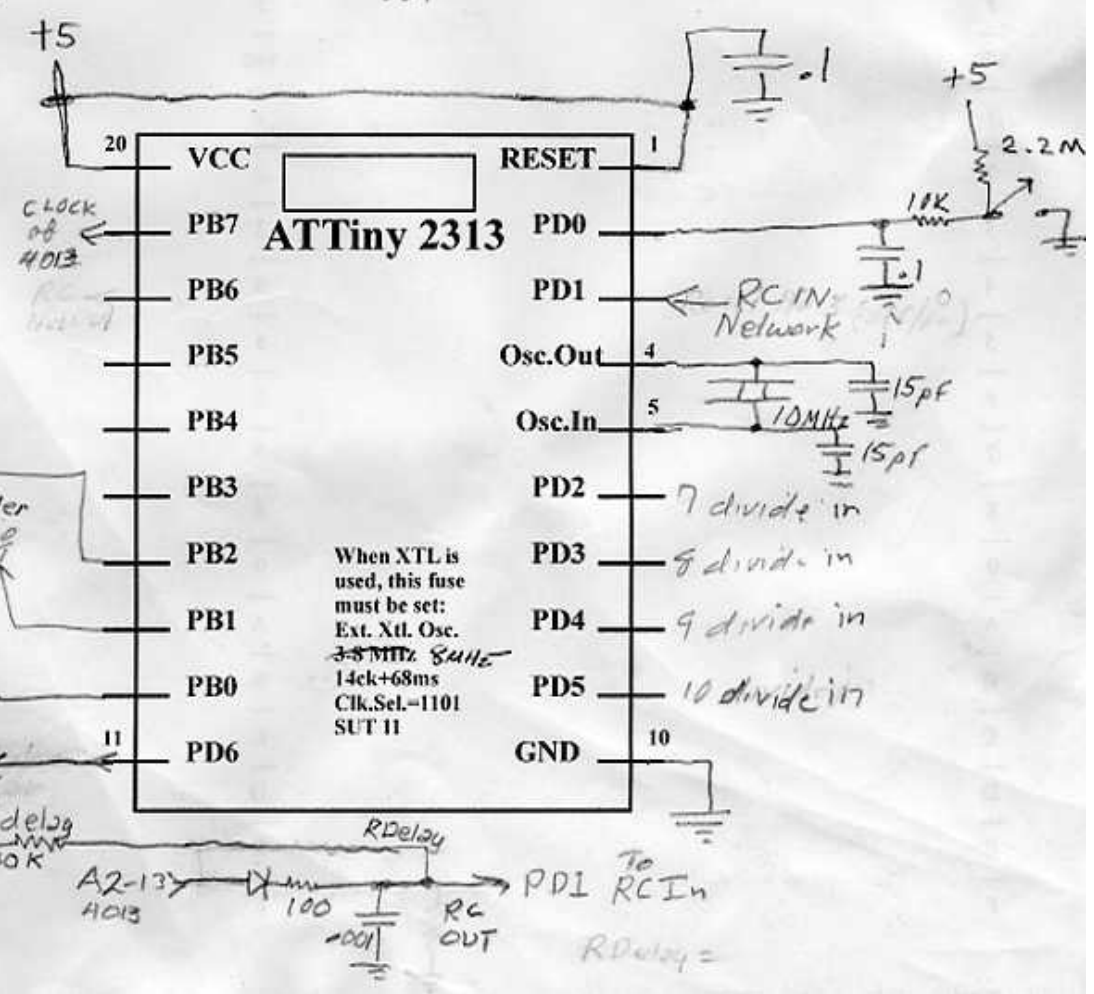 +5
.1
+5
2.2M
20
VCC
RESET
1
CLOCK
of
4013
PB7
ATTiny 2313
PD0
10K
.1
PB6
PD1
RC IN
Network
PB5
Osc.Out
4
15pf
PB4
Osc.In
5
10MHz
15pf
PB3
PD2
7 divide in
PB2
When XTL is
used, this fuse
must be set:
Ext. Xtl. Osc.
3.8 MHz 8MHz
14ck+68ms
Clk.Sel.=1101
SUT 11
PD3
8 divide in
PB1
PD4
9 divide in
PB0
PD5
10 divide in
11
PD6
GND
10
delay
0K
RDelay
A2-13
4013
100
.001
RC
OUT
PD1
To
RC In
RDelay =